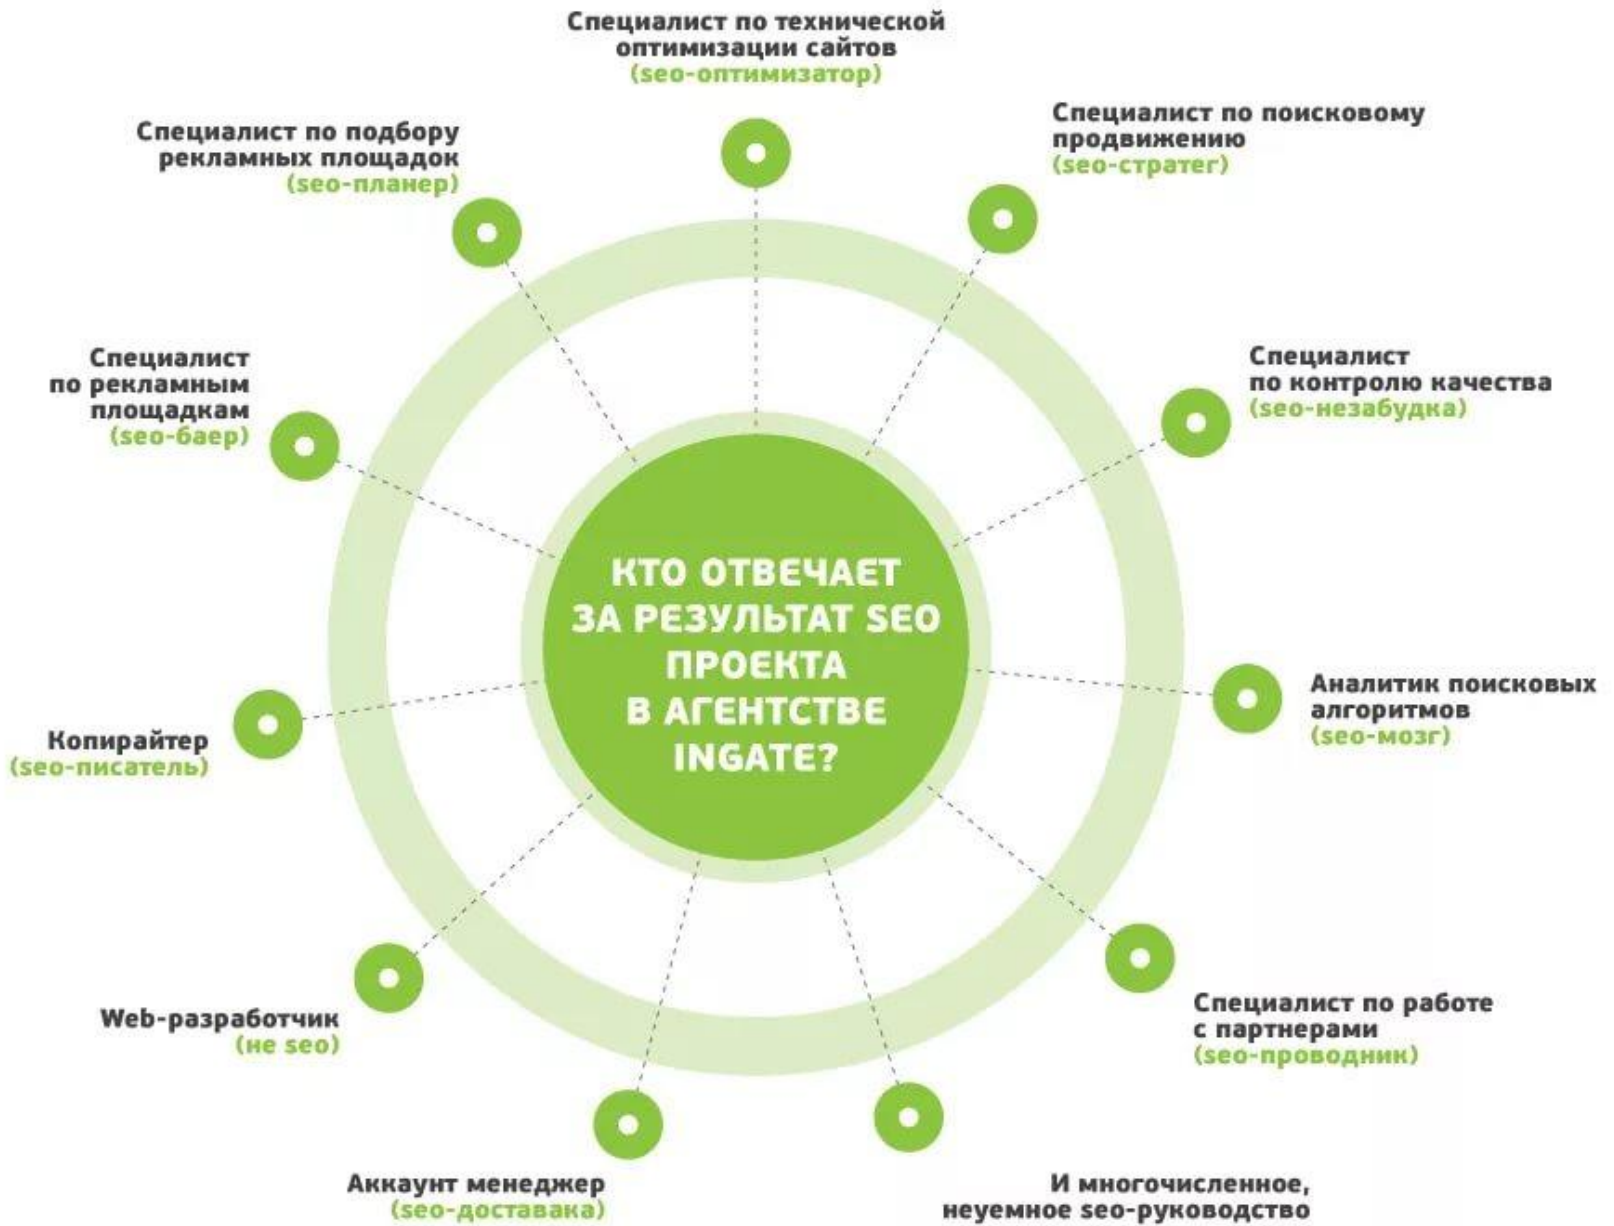 Специалист по технической
оптимизации сайтов
(seo-оптимизатор)
Специалист по поисковому
продвижению
(seo-стратег)
Специалист
по контролю качества
(seo-незабудка)
Аналитик поисковых
алгоритмов
(seo-мозг)
Специалист по работе
с партнерами
(seo-проводник)
И многочисленное,
неуемное seo-руководство
Аккаунт менеджер
(seo-доставака)
Web-разработчик
(не seo)
Копирайтер
(seo-писатель)
Специалист
по рекламным
площадкам
(seo-баер)
Специалист по подбору
рекламных площадок
(seo-планер)
КТО ОТВЕЧАЕТ
ЗА РЕЗУЛЬТАТ SEO
ПРОЕКТА
В АГЕНТСТВЕ
INGATE?